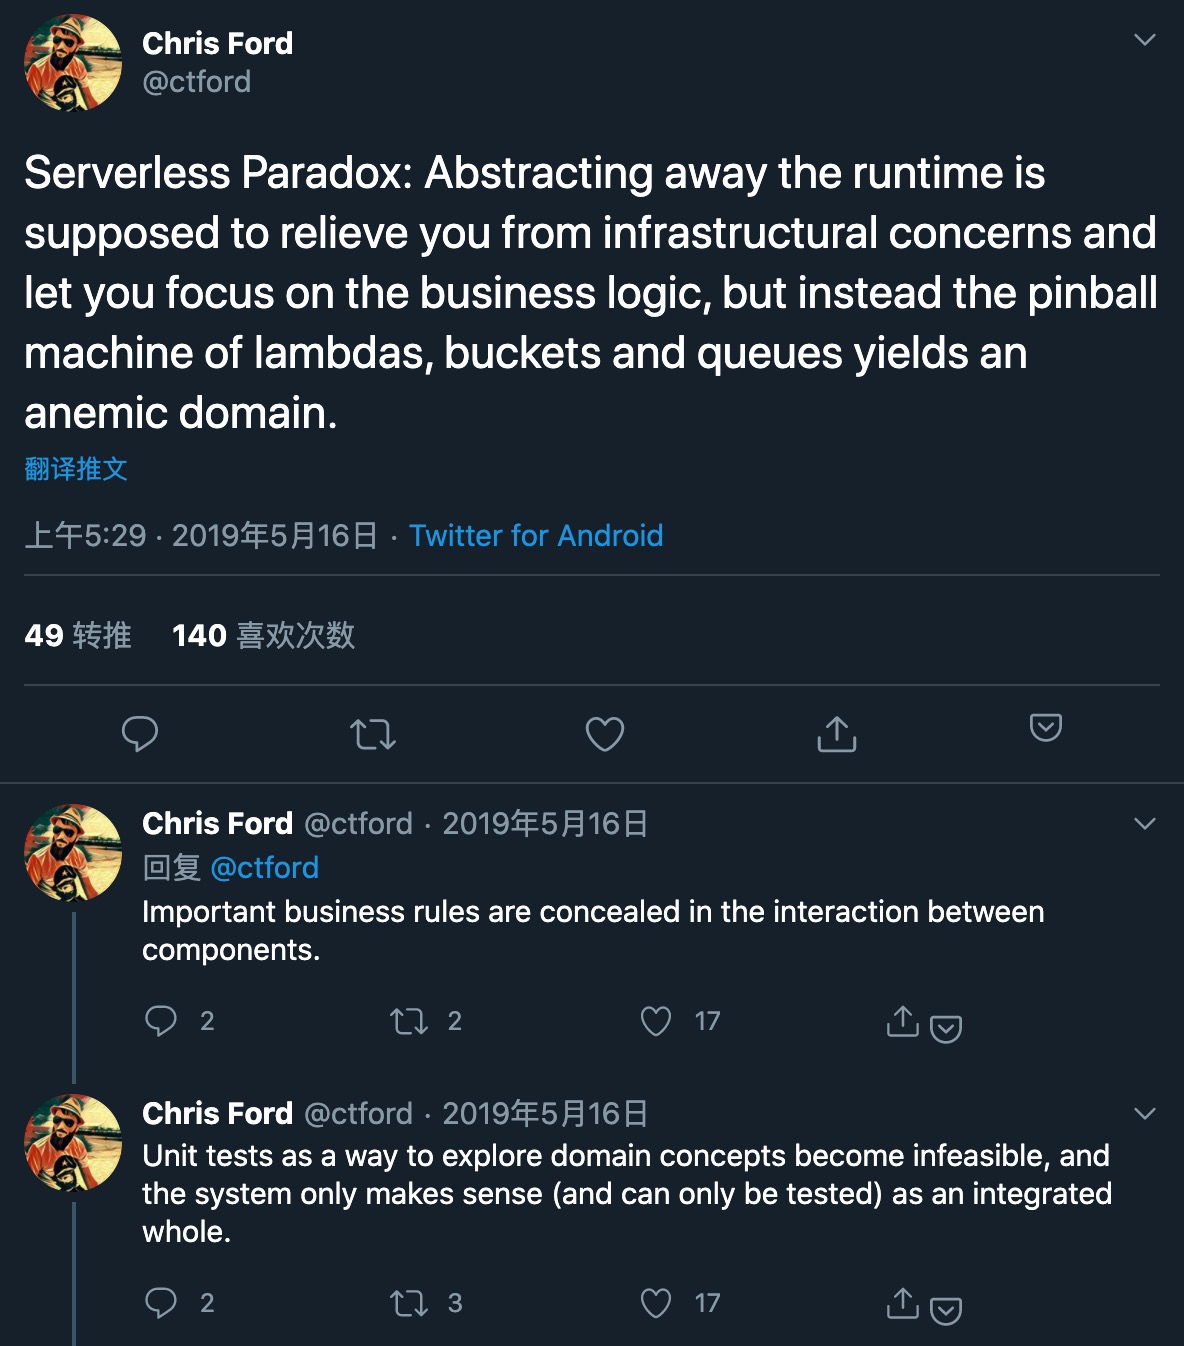 Chris Ford
@ctford
Serverless Paradox: Abstracting away the runtime is
supposed to relieve you from infrastructural concerns and
let you focus on the business logic, but instead the pinball
machine of lambdas, buckets and queues yields an
anemic domain.
翻译推文
上午5:29 · 2019年5月16日 · Twitter for Android
49 转推 140 喜欢次数
Chris Ford @ctford · 2019年5月16日
回复 @ctford
Important business rules are concealed in the interaction between
components.
2 2 17
Chris Ford @ctford · 2019年5月16日
Unit tests as a way to explore domain concepts become infeasible, and
the system only makes sense (and can only be tested) as an integrated
whole.
2 3 17